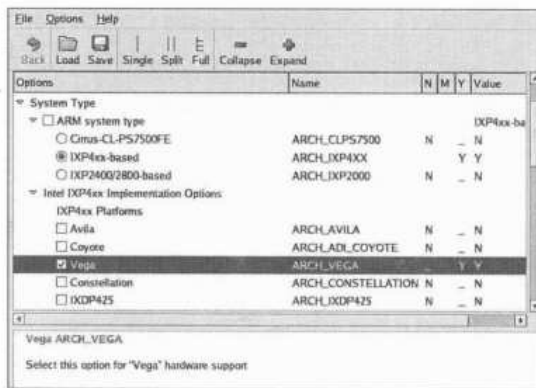 File Options Help
Back Load Save Single Split Full Collapse Expand
Options Name N M Y Value
System Type
ARM system type IXP4xx-ba
Cirrus-CL-PS7500FE ARCH_CLPS7500 N _ N
IXP4xx-based ARCH_IXP4XX Y Y
IXP2400/2800-based ARCH_IXP2000 N _ N
Intel IXP4xx Implementation Options
IXP4xx Platforms
Avila ARCH_AVILA N _ N
Coyote ARCH_ADI_COYOTE N _ N
Vega ARCH_VEGA _ Y Y
Constellation ARCH_CONSTELLATION N _ N
IXDP425 ARCH_IXDP425 N _ N
Vega ARCH_VEGA
Select this option for "Vega" hardware support